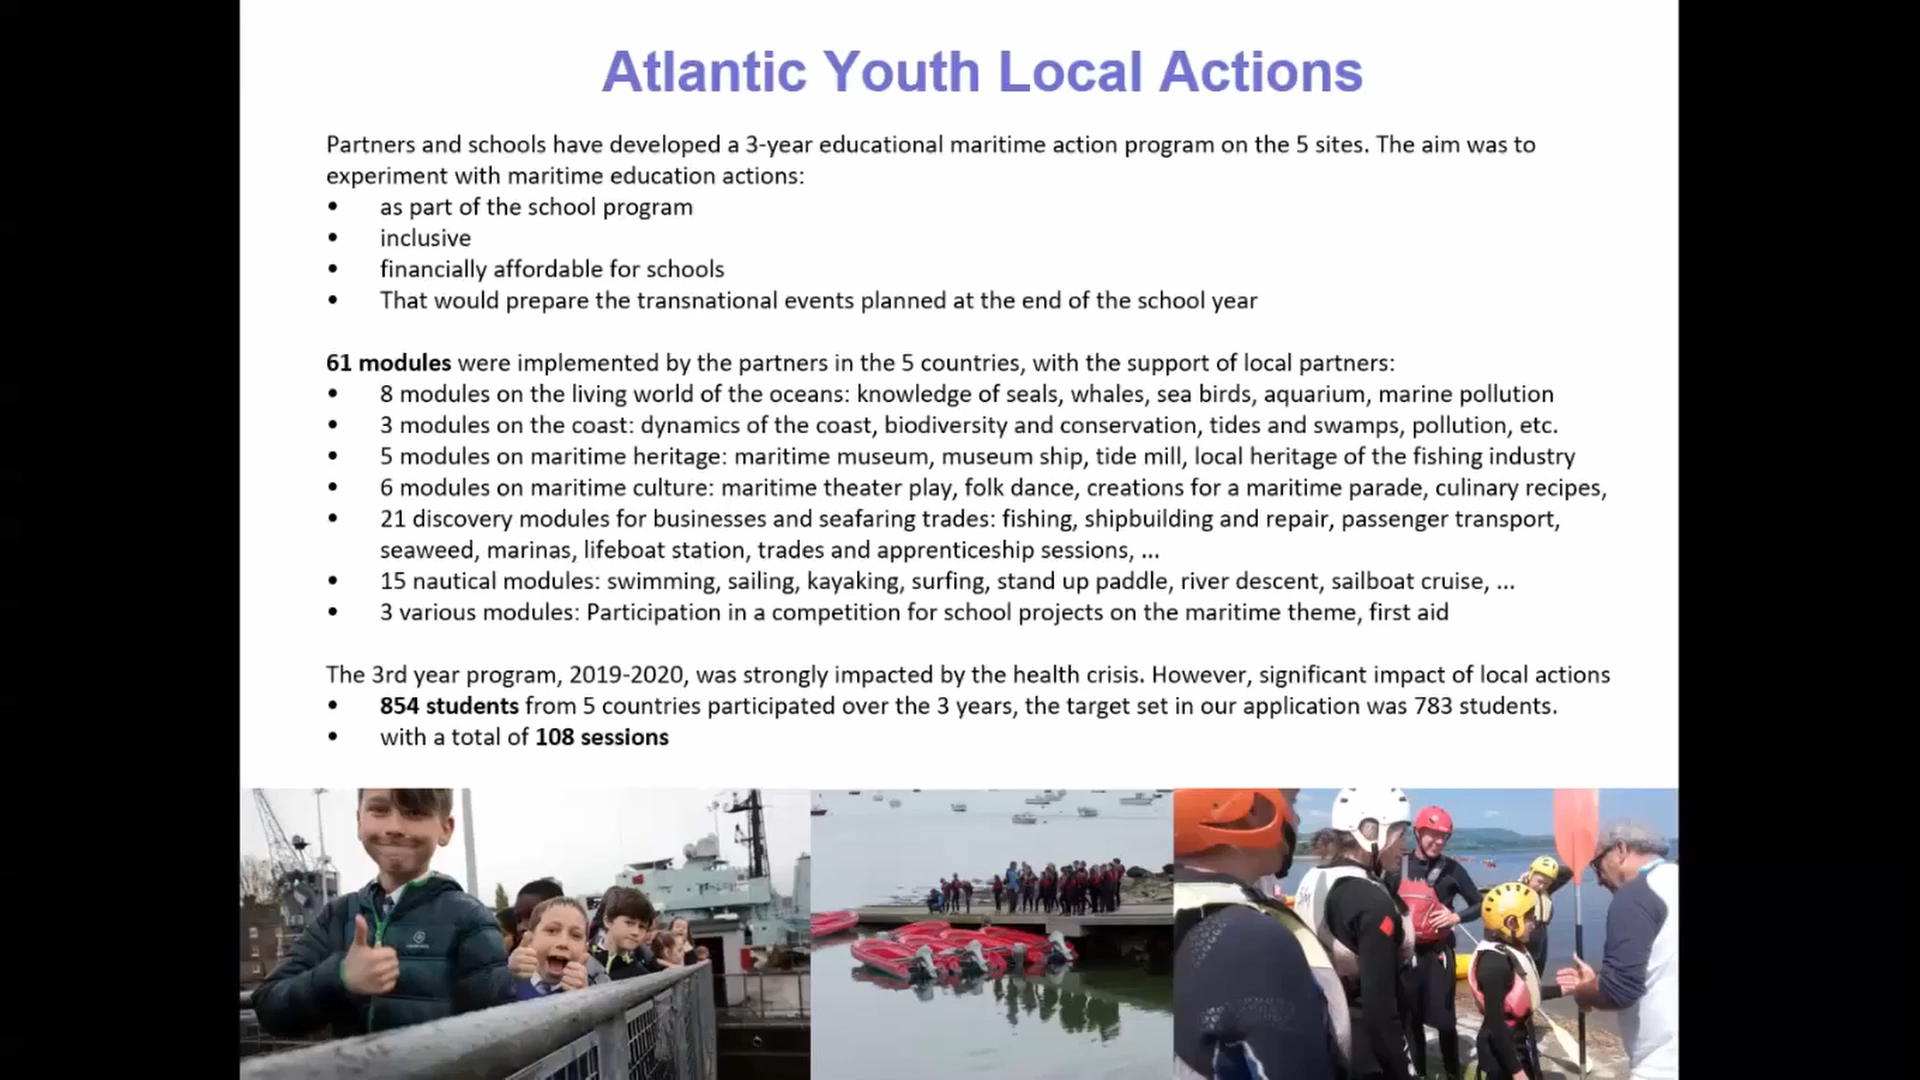 Atlantic Youth Local Actions
Partners and schools have developed a 3-year educational maritime action program on the 5 sites. The aim was to
experiment with maritime education actions:
• as part of the school program
• inclusive
• financially affordable for schools
• That would prepare the transnational events planned at the end of the school year
61 modules were implemented by the partners in the 5 countries, with the support of local partners:
• 8 modules on the living world of the oceans: knowledge of seals, whales, sea birds, aquarium, marine pollution
• 3 modules on the coast: dynamics of the coast, biodiversity and conservation, tides and swamps, pollution, etc.
• 5 modules on maritime heritage: maritime museum, museum ship, tide mill, local heritage of the fishing industry
• 6 modules on maritime culture: maritime theater play, folk dance, creations for a maritime parade, culinary recipes,
• 21 discovery modules for businesses and seafaring trades: fishing, shipbuilding and repair, passenger transport,
seaweed, marinas, lifeboat station, trades and apprenticeship sessions, ...
• 15 nautical modules: swimming, sailing, kayaking, surfing, stand up paddle, river descent, sailboat cruise, ...
• 3 various modules: Participation in a competition for school projects on the maritime theme, first aid
The 3rd year program, 2019-2020, was strongly impacted by the health crisis. However, significant impact of local actions
• 854 students from 5 countries participated over the 3 years, the target set in our application was 783 students.
• with a total of 108 sessions